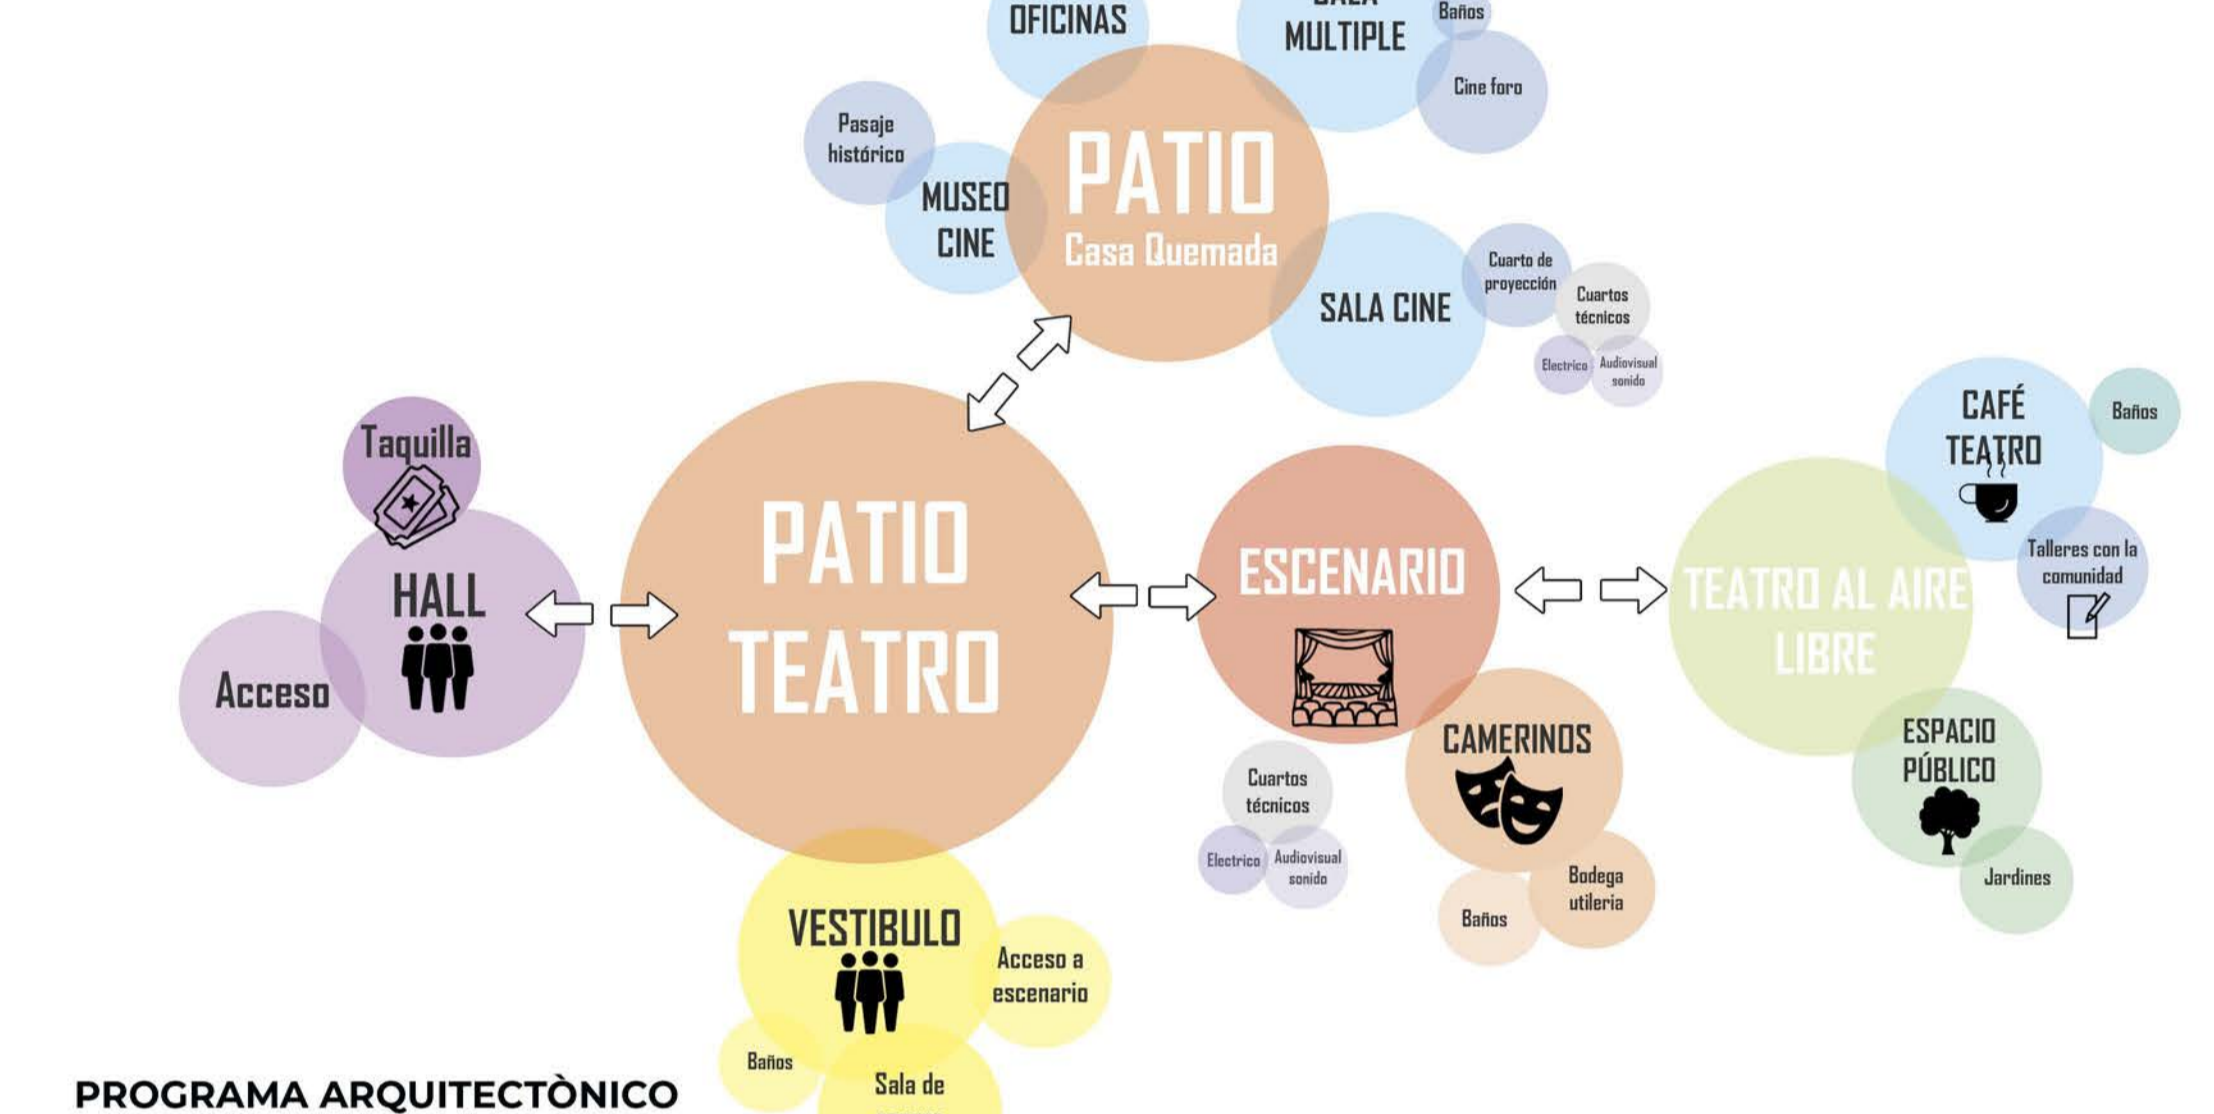 OFICINAS
MULTIPLE
Baños
Cine foro
Pasaje
histórico
MUSEO
CINE
PATIO
Casa Quemada
SALA CINE
Cuarto de
proyección
Cuartos
técnicos
Electrico
Audiovisual
sonido
Taquilla
HALL
Acceso
PATIO
TEATRO
ESCENARIO
CAMERINOS
Cuartos
técnicos
Electrico
Audiovisual
sonido
Baños
Bodega
utileria
TEATRO AL AIRE
LIBRE
CAFÉ
TEATRO
Baños
Talleres con la
comunidad
ESPACIO
PÚBLICO
Jardines
VESTIBULO
Acceso a
escenario
Baños
Sala de
PROGRAMA ARQUITECTÒNICO